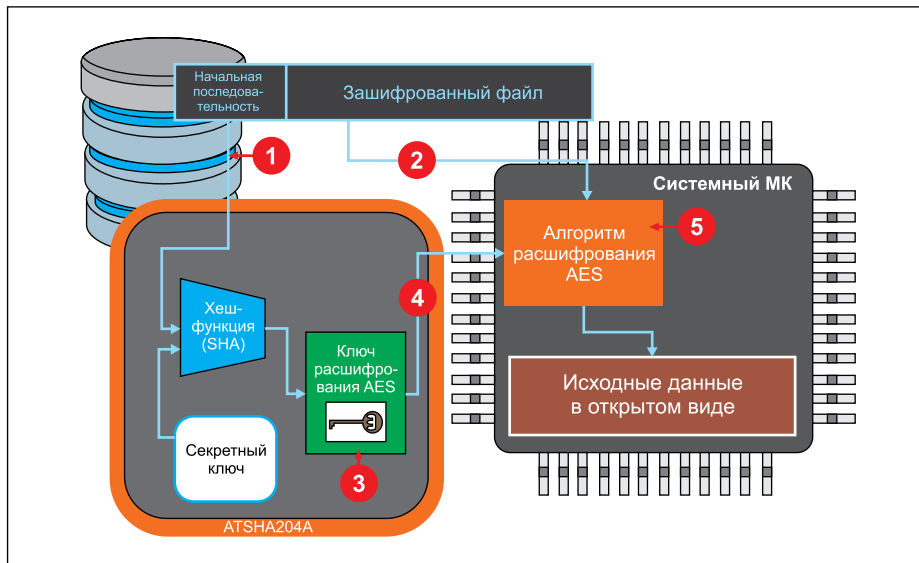 Начальная
последова-
тельность
Зашифрованный файл
1
2
Системный МК
5
Алгоритм
расшифрования
AES
4
Хеш-
функция
(SHA)
Ключ
расшифро-
вания AES
Исходные данные
в открытом виде
Секретный
ключ
3
ATSHA204A